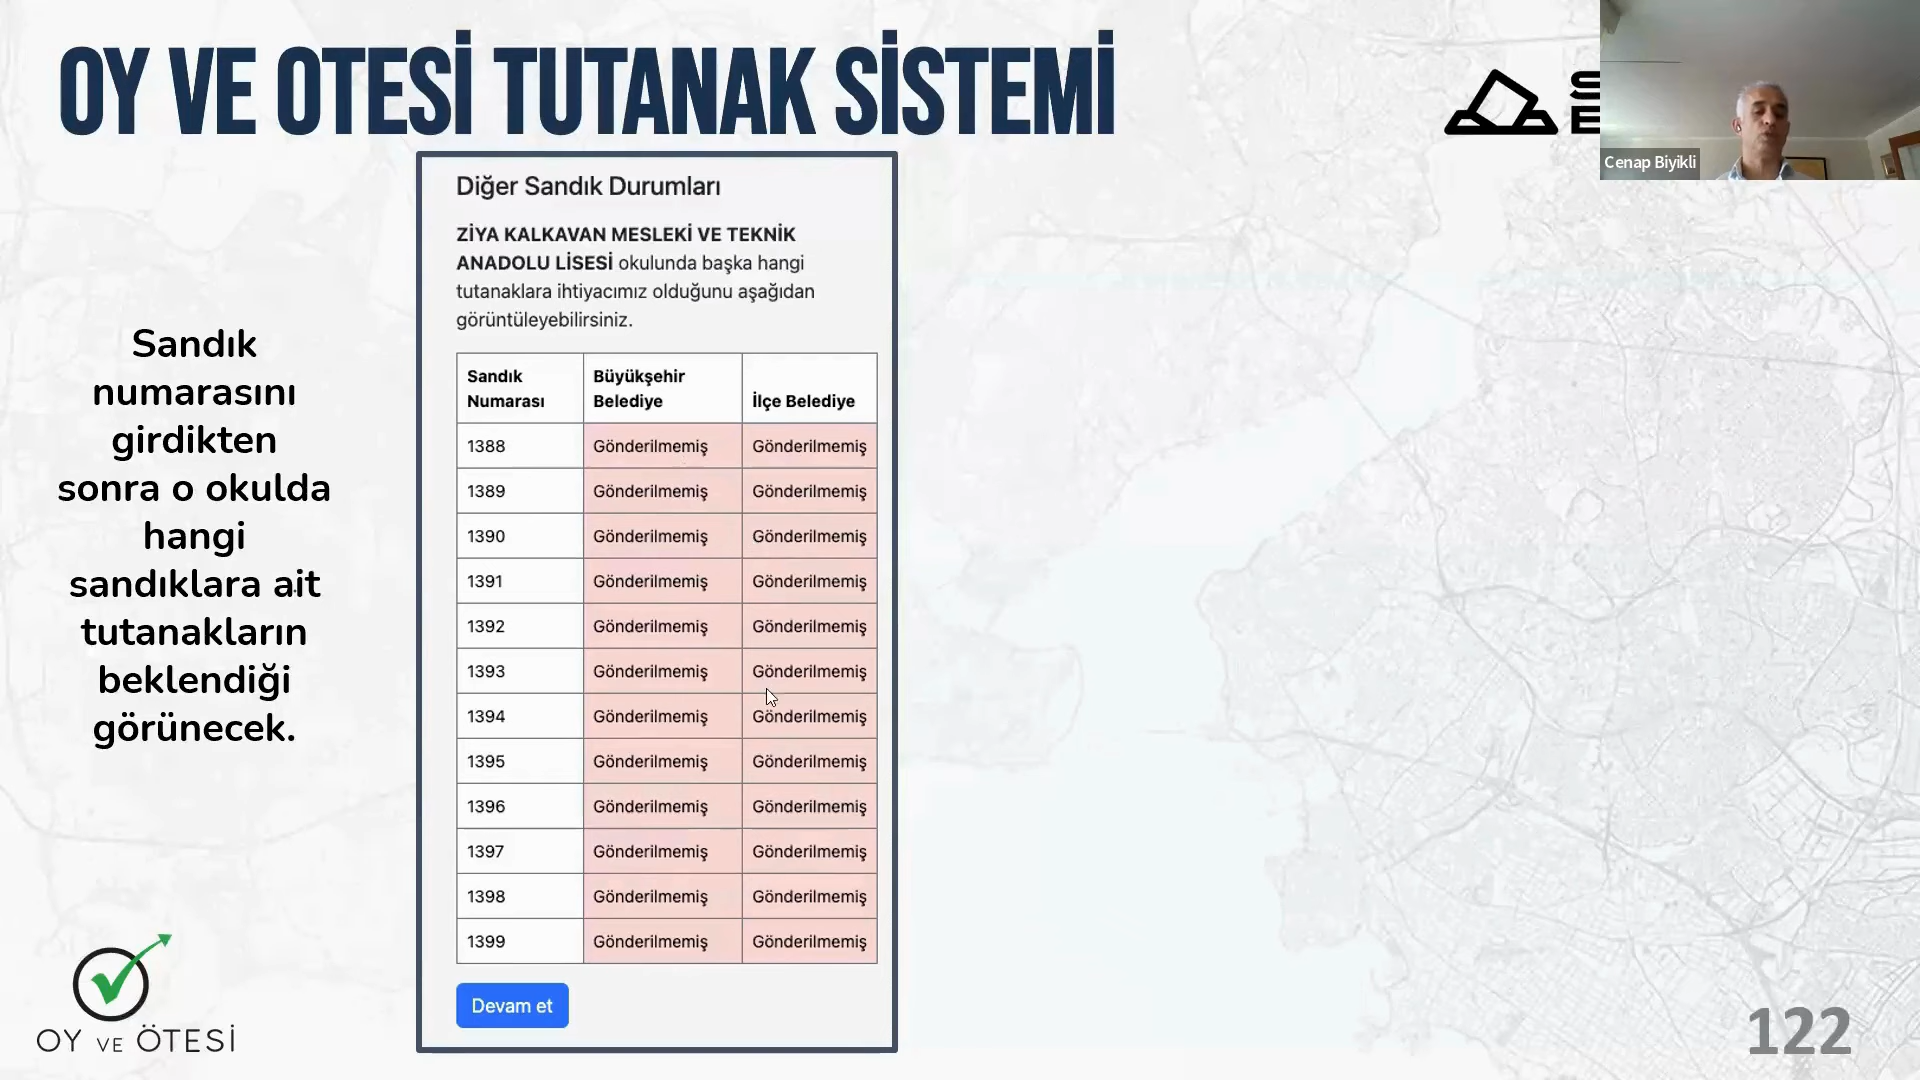 OY VE OTESİ TUTANAK SİSTEMİ
Cenap Biyikli
Diğer Sandık Durumları
ZİYA KALKAVAN MESLEKİ VE TEKNİK
ANADOLU LİSESİ okulunda başka hangi
tutanaklara ihtiyacımız olduğunu aşağıdan
görüntüleyebilirsiniz.
Sandık
numarasını
girdikten
sonra o okulda
hangi
sandıklara ait
tutanakların
beklendiği
görünecek.
Sandık Numarası Büyükşehir Belediye İlçe Belediye
1388 Gönderilmemiş Gönderilmemiş
1389 Gönderilmemiş Gönderilmemiş
1390 Gönderilmemiş Gönderilmemiş
1391 Gönderilmemiş Gönderilmemiş
1392 Gönderilmemiş Gönderilmemiş
1393 Gönderilmemiş Gönderilmemiş
1394 Gönderilmemiş Gönderilmemiş
1395 Gönderilmemiş Gönderilmemiş
1396 Gönderilmemiş Gönderilmemiş
1397 Gönderilmemiş Gönderilmemiş
1398 Gönderilmemiş Gönderilmemiş
1399 Gönderilmemiş Gönderilmemiş
Devam et
OY VE ÖTESİ
122